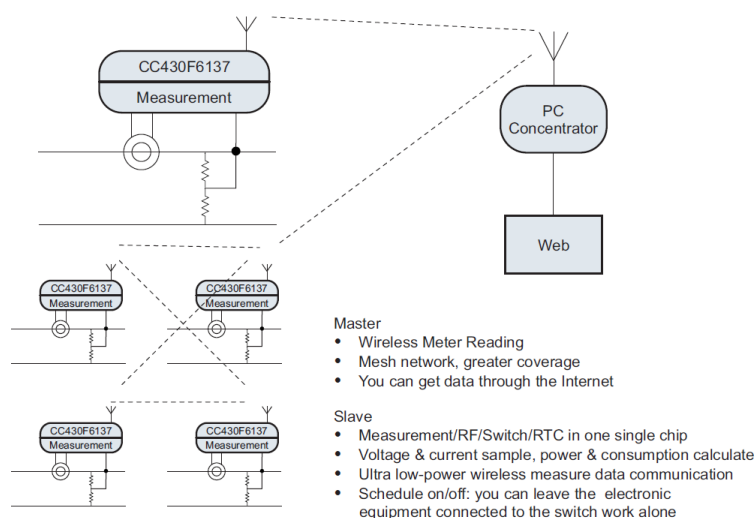 CC430F6137
Measurement
PC
Concentrator
Web
CC430F6137
Measurement
CC430F6137
Measurement
CC430F6137
Measurement
CC430F6137
Measurement
Master
• Wireless Meter Reading
• Mesh network, greater coverage
• You can get data through the Internet
Slave
• Measurement/RF/Switch/RTC in one single chip
• Voltage & current sample, power & consumption calculate
• Ultra low-power wireless measure data communication
• Schedule on/off: you can leave the electronic
equipment connected to the switch work alone